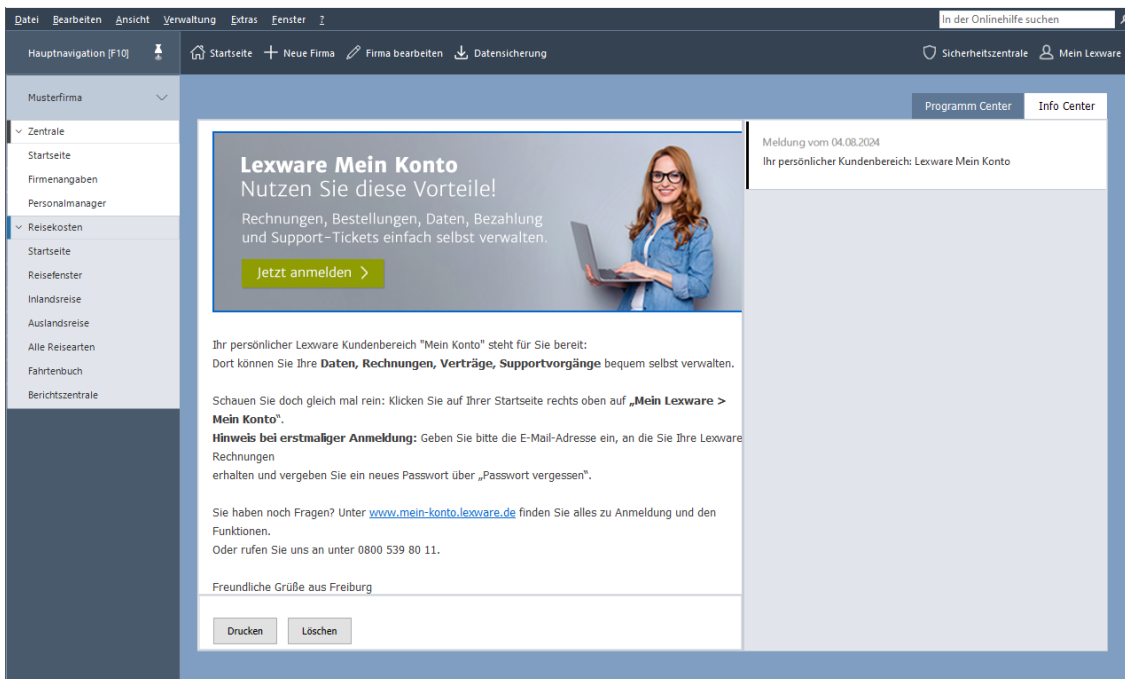 Datei Bearbeiten Ansicht Verwaltung Extras Fenster ?
In der Onlinehilfe suchen
Hauptnavigation [F10]
Startseite Neue Firma Firma bearbeiten Datensicherung
Sicherheitszentrale Mein Lexware
Musterfirma
Zentrale
Startseite
Firmenangaben
Personalmanager
Reisekosten
Startseite
Reisefenster
Inlandsreise
Auslandsreise
Alle Reisearten
Fahrtenbuch
Berichtszentrale
Programm Center Info Center
Lexware Mein Konto
Nutzen Sie diese Vorteile!
Rechnungen, Bestellungen, Daten, Bezahlung
und Support-Tickets einfach selbst verwalten.
Jetzt anmelden
Ihr persönlicher Lexware Kundenbereich "Mein Konto" steht für Sie bereit:
Dort können Sie Ihre Daten, Rechnungen, Verträge, Supportvorgänge bequem selbst verwalten.
Schauen Sie doch gleich mal rein: Klicken Sie auf Ihrer Startseite rechts oben auf „Mein Lexware >
Mein Konto“.
Hinweis bei erstmaliger Anmeldung: Geben Sie bitte die E-Mail-Adresse ein, an die Sie Ihre Lexware
Rechnungen
erhalten und vergeben Sie ein neues Passwort über „Passwort vergessen“.
Sie haben noch Fragen? Unter www.mein-konto.lexware.de finden Sie alles zu Anmeldung und den
Funktionen.
Oder rufen Sie uns an unter 0800 539 80 11.
Freundliche Grüße aus Freiburg
Drucken Löschen
Meldung vom 04.08.2024
Ihr persönlicher Kundenbereich: Lexware Mein Konto